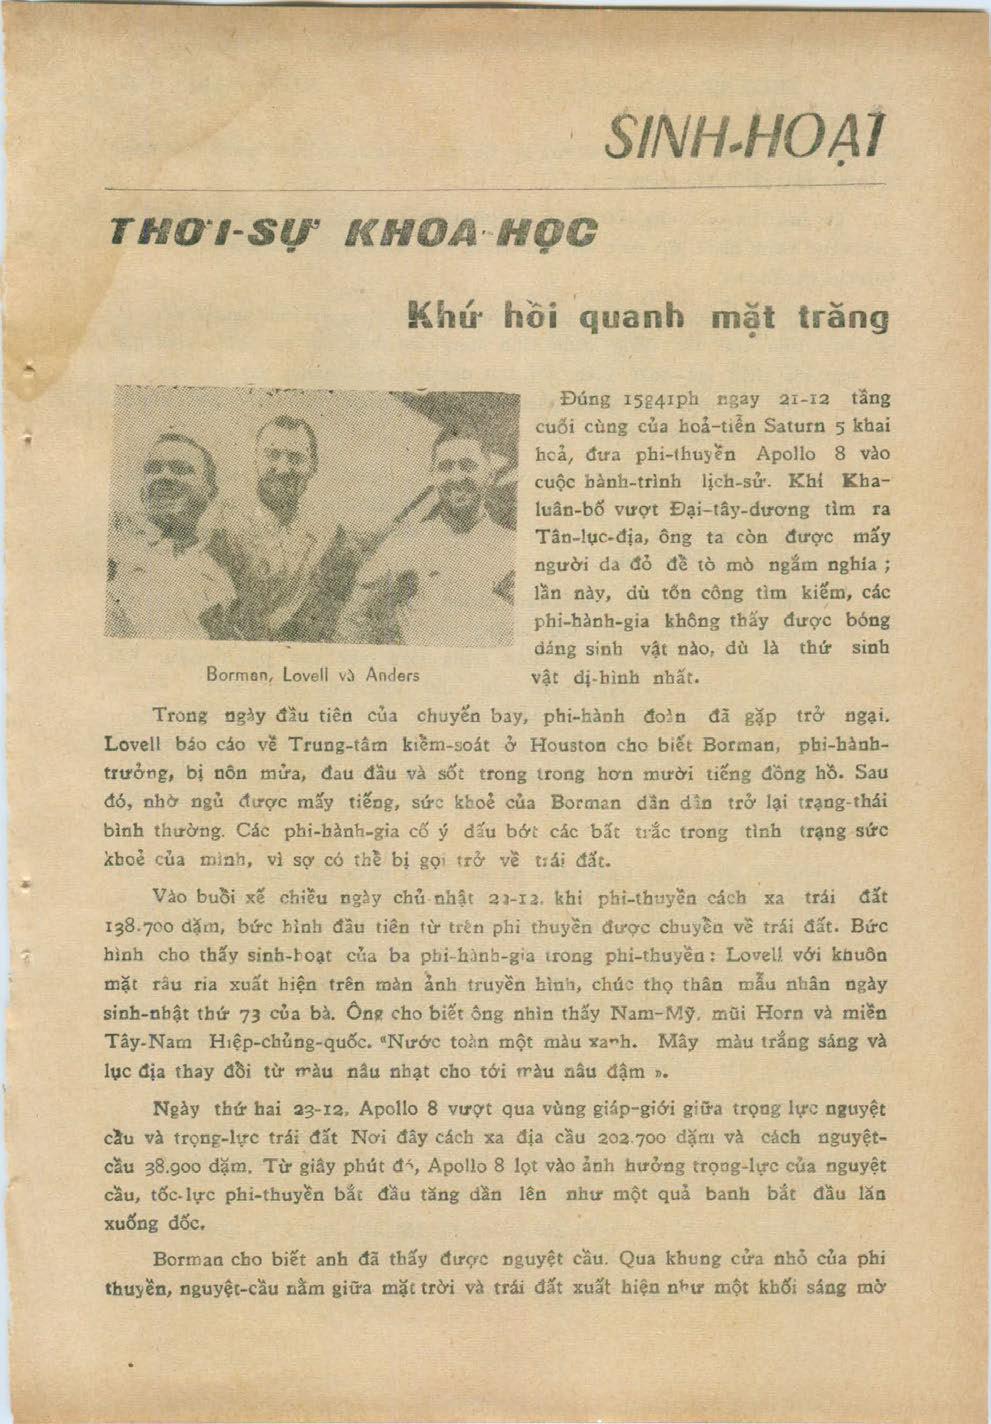 SINH-HOẠT
THỜI-SỰ KHOA-HỌC
Khứ hồi quanh mặt trăng
Đúng 15g41ph ngay 21-12 tầng
cuối cùng của hoả-tiễn Saturn 5 khai
hoả, đưa phi-thuyền Apollo 8 vào
cuộc hành-trình lịch-sử. Khi Kha-
luân-bố vượt Đại-tây-dương tìm ra
Tân-lục-địa, ông ta còn được mấy
người da đỏ để tò mò ngắm nghía ;
lần này, dù tốn công tìm kiếm, các
phi-hành-gia không thấy được bóng
dáng sinh vật nào, dù là thứ sinh
vật dị-hình nhất.
Borman, Lovell và Anders
Trong ngày đầu tiên của chuyến bay, phi-hành đoàn đã gặp trở ngại.
Lovell báo cáo về Trung-tâm kiểm-soát ở Houston cho biết Borman, phi-hành-
trưởng, bị nôn mửa, đau đầu và sốt trong trong hơn mười tiếng đồng hồ. Sau
đó, nhờ ngủ được mấy tiếng, sức khoẻ của Borman dần dần trở lại trạng-thái
bình thường. Các phi-hành-gia cố ý dấu bớt các bất trắc trong tình trạng sức
khoẻ của mình, vì sợ có thể bị gọi trở về trái đất.
Vào buổi xế chiều ngày chủ-nhật khi phi-thuyền cách xa trái đất
138.700 dặm, bức hình đầu tiên từ trên phi thuyền được chuyển về trái đất. Bức
hình cho thấy sinh-hoạt của ba phi-hành-gia trong phi-thuyền : Lovell với khuôn
mặt râu ria xuất hiện trên màn ảnh truyền hình, chúc thọ thân mẫu nhân ngày
sinh-nhật thứ 73 của bà. Ông cho biết ông nhìn thấy Nam-Mỹ, mũi Horn và miền
Tây-Nam Hiệp-chủng-quốc. «Nước toàn một màu xanh. Mây màu trắng sáng và
lục địa thay đổi từ màu nâu nhạt cho tới màu nâu đậm ».
Ngày thứ hai 23-12, Apollo 8 vượt qua vùng giáp-giới giữa trọng lực nguyệt
cầu và trọng-lực trái đất Nơi đây cách xa địa cầu 202.700 dặm và cách nguyệt-
cầu 38.900 dặm. Từ giây phút đó, Apollo 8 lọt vào ảnh hưởng trọng-lực của nguyệt
cầu, tốc-lực phi-thuyền bắt đầu tăng dần lên như một quả banh bắt đầu lăn
xuống dốc.
Borman cho biết anh đã thấy được nguyệt cầu. Qua khung cửa nhỏ của phi
thuyền, nguyệt-cầu nằm giữa mặt trời và trái đất xuất hiện như một khối sáng mờ